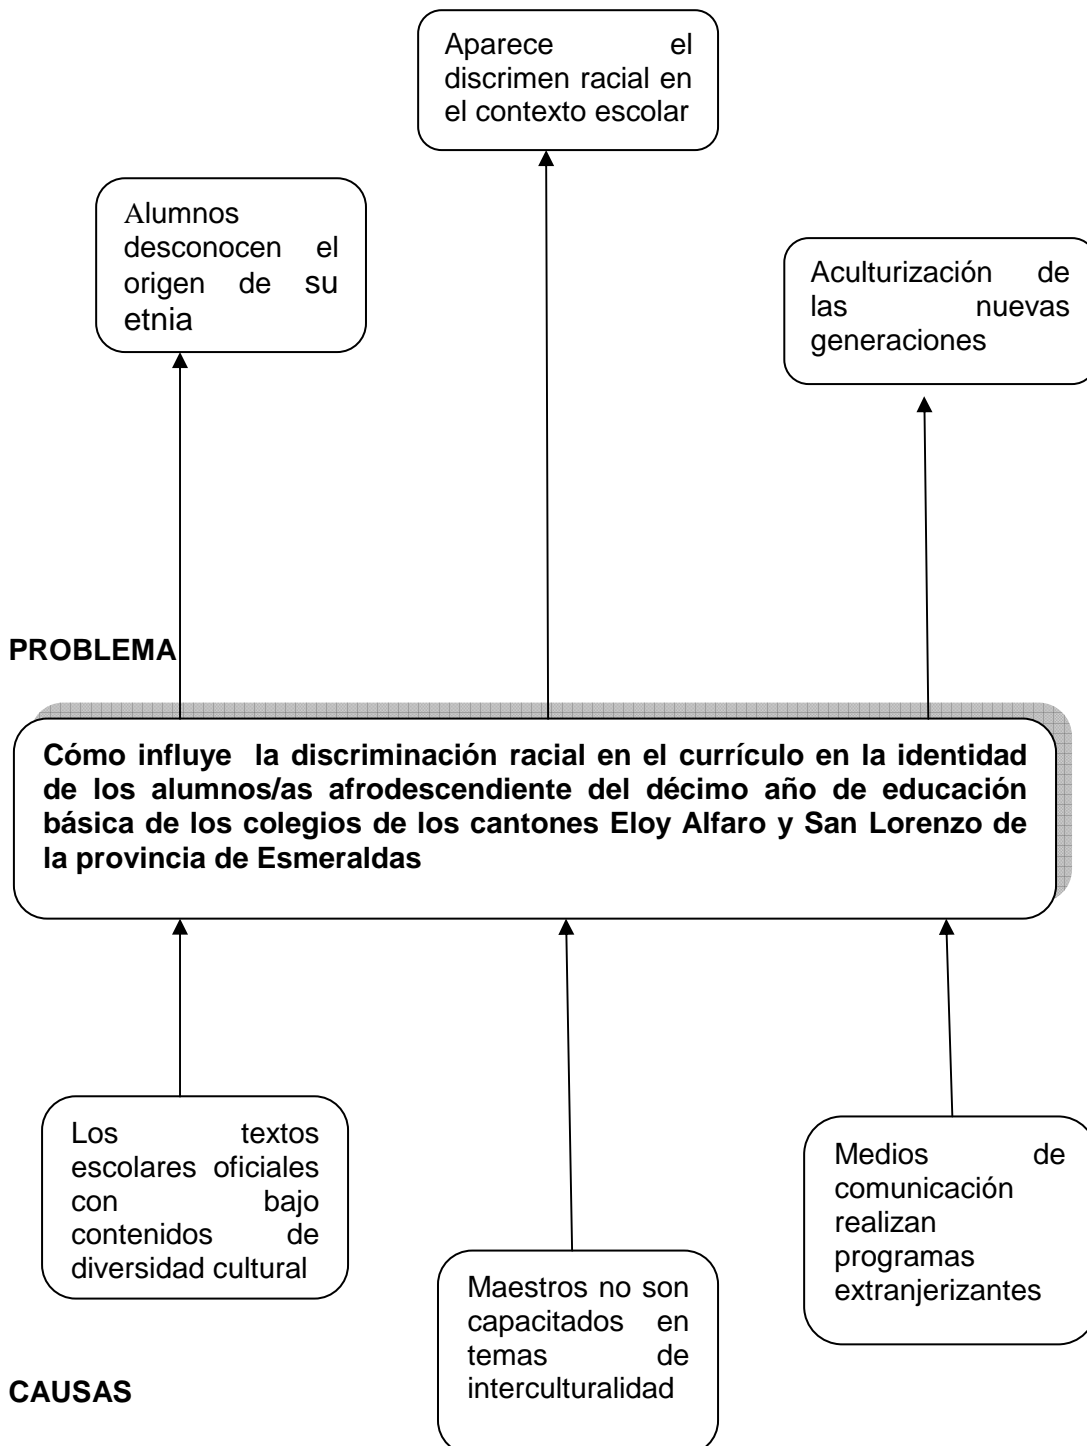 Aparece el
discrimen racial en
el contexto escolar
Alumnos
desconocen el
origen de su
etnia
Aculturización de
las nuevas
generaciones
PROBLEMA
Cómo influye la discriminación racial en el currículo en la identidad
de los alumnos/as afrodescendiente del décimo año de educación
básica de los colegios de los cantones Eloy Alfaro y San Lorenzo de
la provincia de Esmeraldas
Los textos
escolares oficiales
con bajo
contenidos de
diversidad cultural
Maestros no son
capacitados en
temas de
interculturalidad
Medios de
comunicación
realizan
programas
extranjerizantes
CAUSAS